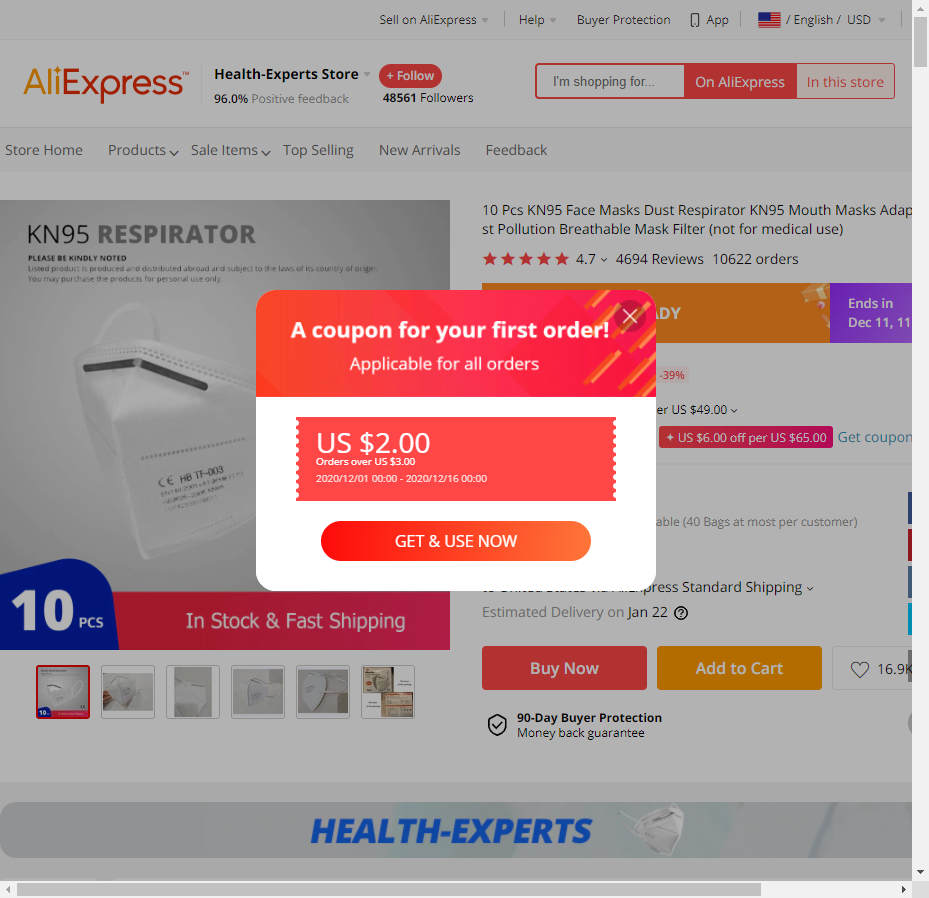 Sell on AliExpress
Help
Buyer Protection
App
/ English / USD
AliExpress™
Health-Experts Store
+ Follow
96.0% Positive feedback
48561 Followers
I'm shopping for...
On AliExpress
In this store
Store Home
Products
Sale Items
Top Selling
New Arrivals
Feedback
KN95 RESPIRATOR
PLEASE BE KINDLY NOTED
Listed product is produced and distributed abroad and subject to the laws of its country of origin.
You may purchase the products for personal use only.
CE HB TF-003
10 PCS
In Stock & Fast Shipping
10 Pcs KN95 Face Masks Dust Respirator KN95 Mouth Masks Adap
st Pollution Breathable Mask Filter (not for medical use)
4.7
4694 Reviews
10622 orders
ADY
Ends in
Dec 11, 11
-39%
er US $49.00
+ US $6.00 off per US $65.00
Get coupon
A coupon for your first order!
Applicable for all orders
US $2.00
Orders over US $3.00
2020/12/01 00:00 - 2020/12/16 00:00
GET & USE NOW
able (40 Bags at most per customer)
to United States via AliExpress Standard Shipping
Estimated Delivery on Jan 22
Buy Now
Add to Cart
16.9K
90-Day Buyer Protection
Money back guarantee
HEALTH-EXPERTS